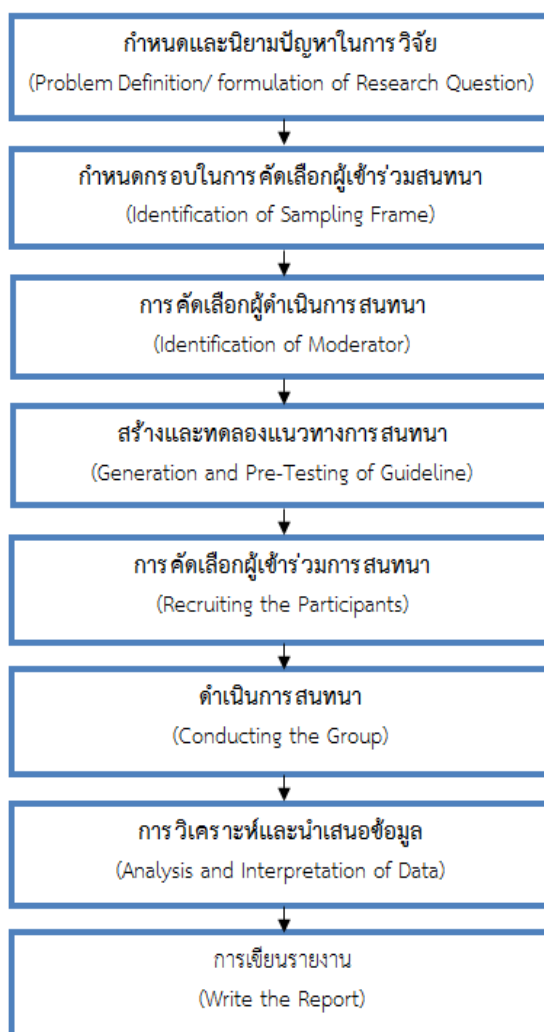 กำหนดและนิยามปัญหาในการวิจัย
(Problem Definition/ formulation of Research Question)
กำหนดกรอบในการคัดเลือกผู้เข้าร่วมสนทนา
(Identification of Sampling Frame)
การคัดเลือกผู้ดำเนินการสนทนา
(Identification of Moderator)
สร้างและทดลองแนวทางการสนทนา
(Generation and Pre-Testing of Guideline)
การคัดเลือกผู้เข้าร่วมการสนทนา
(Recruiting the Participants)
ดำเนินการสนทนา
(Conducting the Group)
การวิเคราะห์และนำเสนอข้อมูล
(Analysis and Interpretation of Data)
การเขียนรายงาน
(Write the Report)